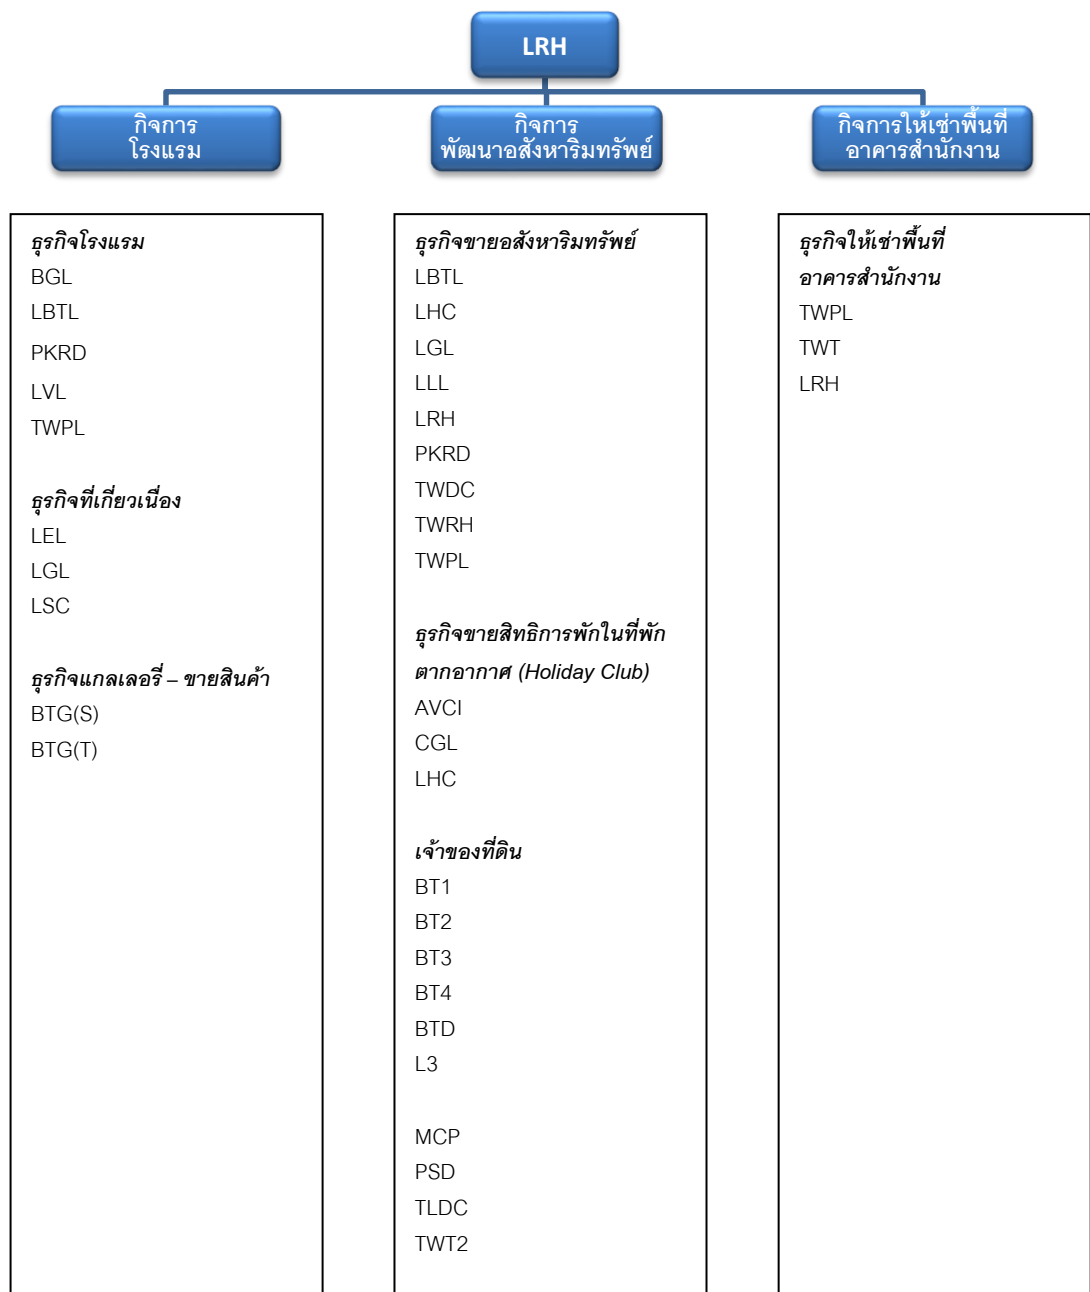 LRH
กิจการ
โรงแรม
กิจการ
พัฒนาอสังหาริมทรัพย์
กิจการให้เช่าพื้นที่
อาคารสำนักงาน
ธุรกิจโรงแรม
BGL
LBTL
PKRD
LVL
TWPL
ธุรกิจที่เกี่ยวเนื่อง
LEL
LGL
LSC
ธุรกิจแกลเลอรี่ – ขายสินค้า
BTG(S)
BTG(T)
ธุรกิจขายอสังหาริมทรัพย์
LBTL
LHC
LGL
LLL
LRH
PKRD
TWDC
TWRH
TWPL
ธุรกิจขายสิทธิการพักในที่พัก
ตากอากาศ (Holiday Club)
AVCI
CGL
LHC
เจ้าของที่ดิน
BT1
BT2
BT3
BT4
BTD
L3
MCP
PSD
TLDC
TWT2
ธุรกิจให้เช่าพื้นที่
อาคารสำนักงาน
TWPL
TWT
LRH